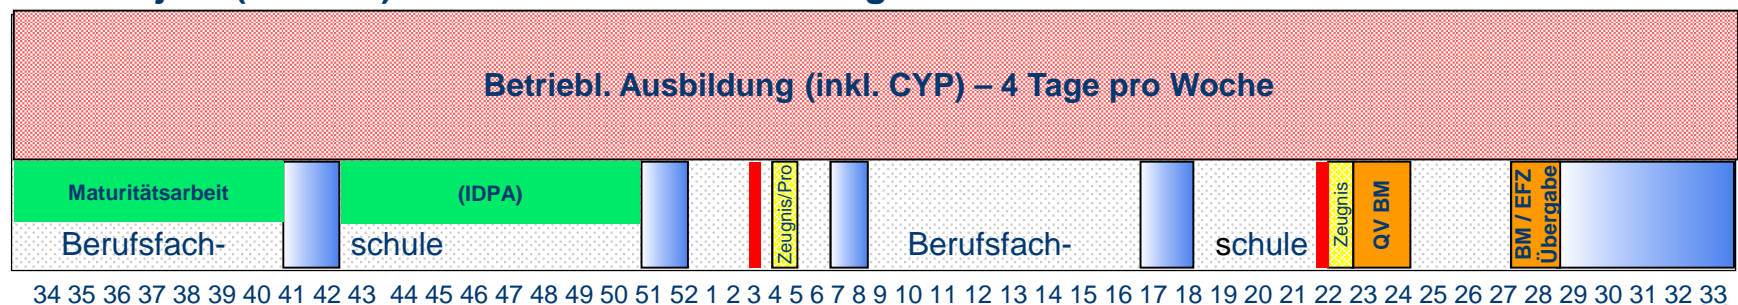 Betriebl. Ausbildung (inkl. CYP) – 4 Tage pro Woche
Maturitätsarbeit
(IDPA)
Zeugnis/Pro
Zeugnis
QV BM
BM / EFZ
Übergabe
Berufsfach- schule Berufsfach- schule
34 35 36 37 38 39 40 41 42 43 44 45 46 47 48 49 50 51 52 1 2 3 4 5 6 7 8 9 10 11 12 13 14 15 16 17 18 19 20 21 22 23 24 25 26 27 28 29 30 31 32 33